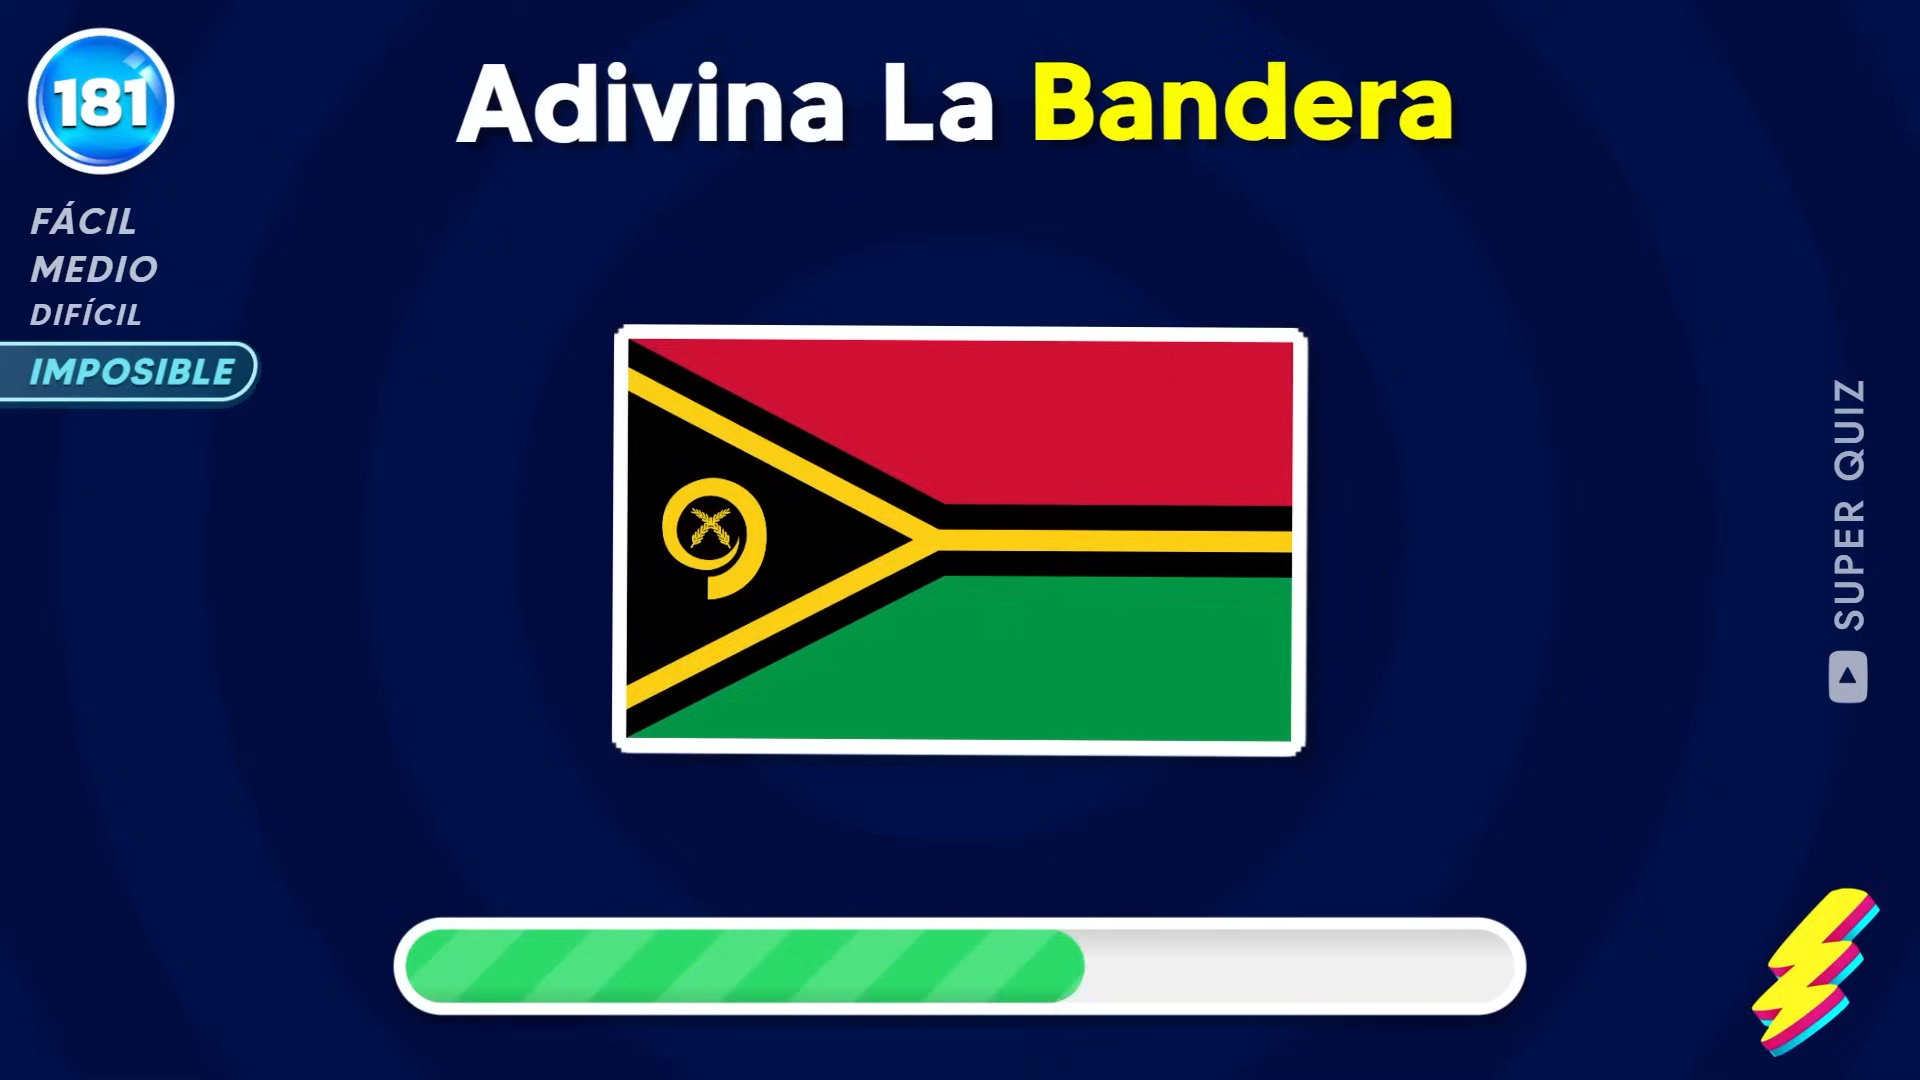 181
Adivina La Bandera
FÁCIL
MEDIO
DIFÍCIL
IMPOSIBLE
SUPER QUIZ